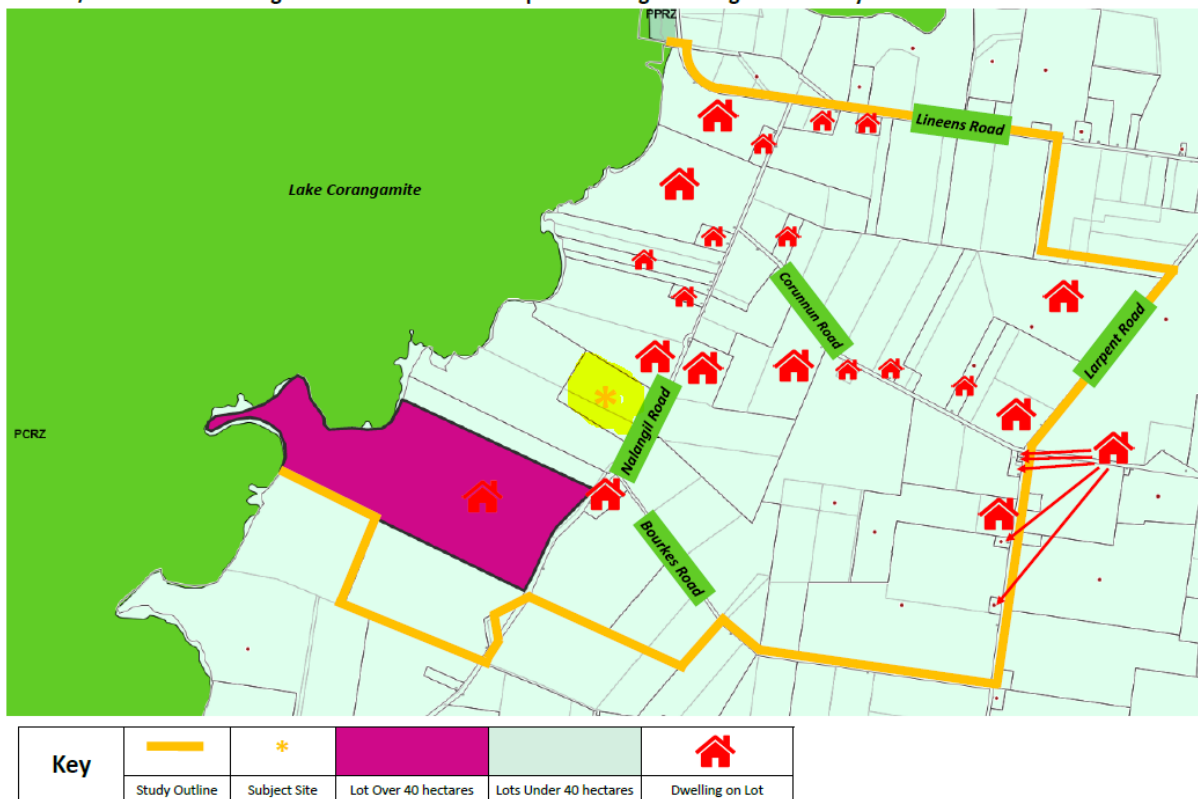 PPRZ
Lineens Road
Lake Corangamite
Corunnun Road
Larpent Road
Nalangil Road
PCRZ
Bourkes Road
Key
Study Outline
Subject Site
Lot Over 40 hectares
Lots Under 40 hectares
Dwelling on Lot